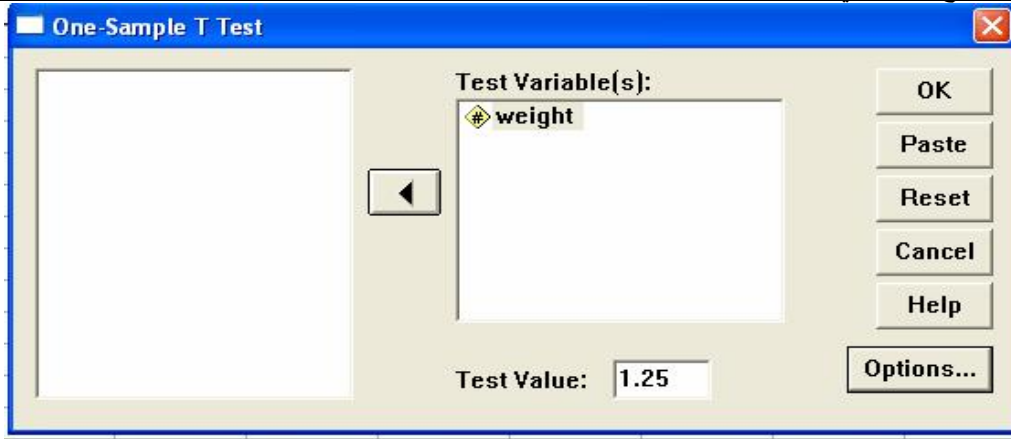 One-Sample T Test
Test Variable(s):
# weight
OK
Paste
Reset
Cancel
Help
Options...
Test Value: 1.25